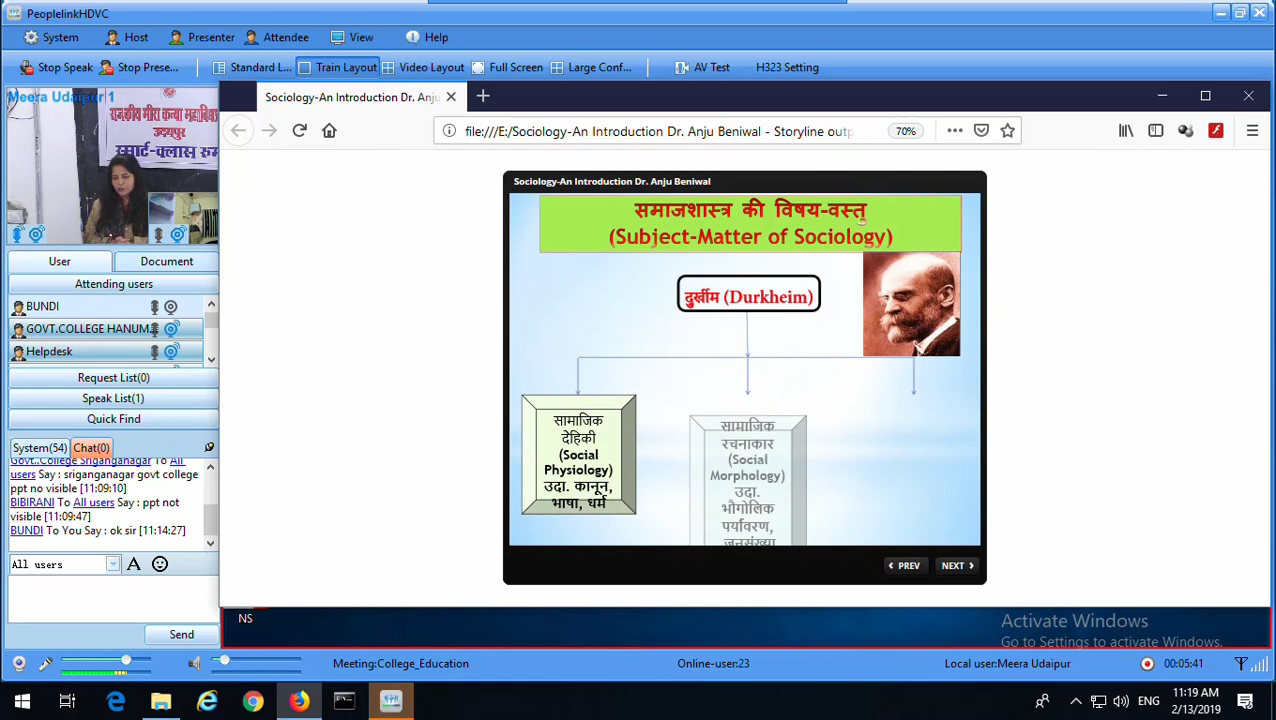 PeoplelinkHDVC
System
Host
Presenter
Attendee
View
Help
Stop Speak
Stop Prese...
Standard L...
Train Layout
Video Layout
Full Screen
Large Conf...
AV Test
H323 Setting
Meera Udaipur 1
राजकीय मीरा कन्या महाविद्यालय
उदयपुर
स्मार्ट-क्लास रूम
Sociology-An Introduction Dr. Anju
file:///E:/Sociology-An Introduction Dr. Anju Beniwal - Storyline outp
70%
User
Document
Attending users
BUNDI
GOVT.COLLEGE HANUM...
Helpdesk
Request List(0)
Speak List(1)
Quick Find
System(54)
Chat(0)
Govt..College Sriganganagar To All
users Say : sriganganagar govt college
ppt no visible [11:09:10]
BIBIRANI To All users Say : ppt not
visible [11:09:47]
BUNDI To You Say : ok sir [11:14:27]
All users
A
Send
Sociology-An Introduction Dr. Anju Beniwal
समाजशास्त्र की विषय-वस्तु
(Subject-Matter of Sociology)
दुर्खीम (Durkheim)
सामाजिक
देहिकी
(Social
Physiology)
उदा. कानून,
भाषा, धर्म
सामाजिक
रचनाकार
(Social
Morphology)
उदा.
भौगोलिक
पर्यावरण,
जनसंख्या
PREV
NEXT
NS
Activate Windows
Go to Settings to activate Windows.
Meeting:College_Education
Online-user:23
Local user:Meera Udaipur
00:05:41
ENG
11:19 AM
2/13/2019